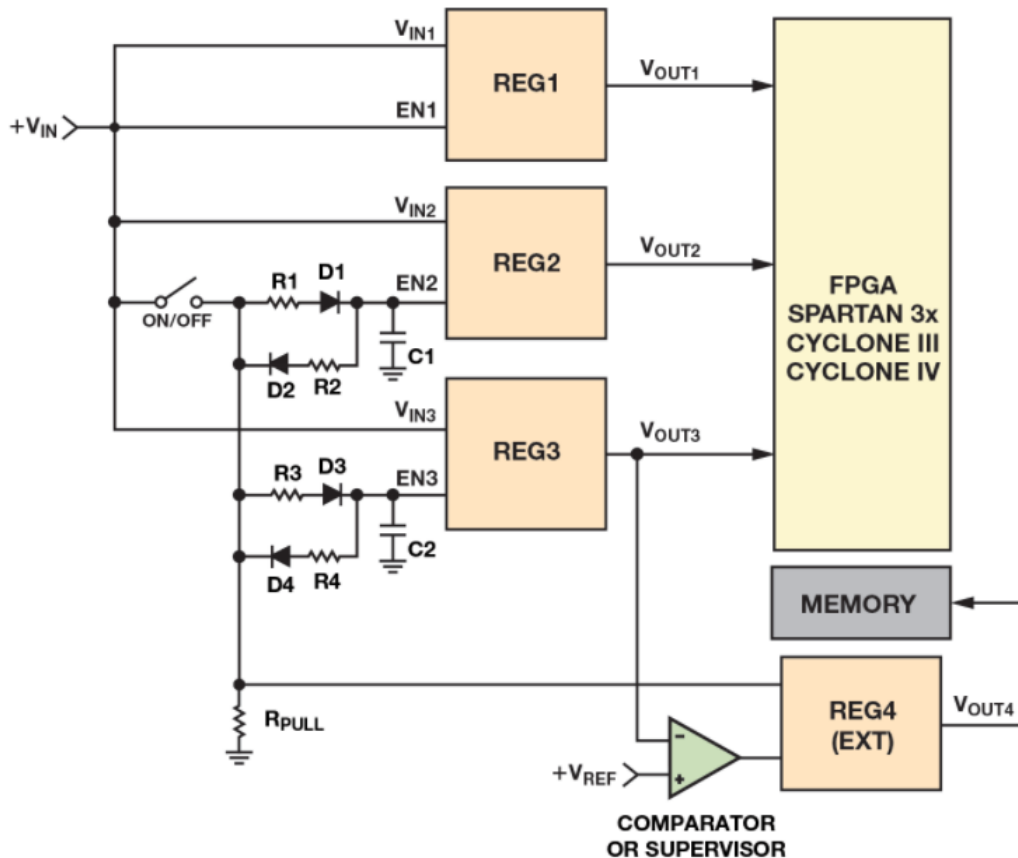 VIN1
REG1
VOUT1
EN1
+VIN
VIN2
REG2
VOUT2
EN2
R1
D1
ON/OFF
C1
D2
R2
FPGA
SPARTAN 3x
CYCLONE III
CYCLONE IV
VIN3
REG3
VOUT3
EN3
R3
D3
C2
D4
R4
MEMORY
RPULL
REG4
(EXT)
VOUT4
-
+
+VREF
COMPARATOR
OR SUPERVISOR